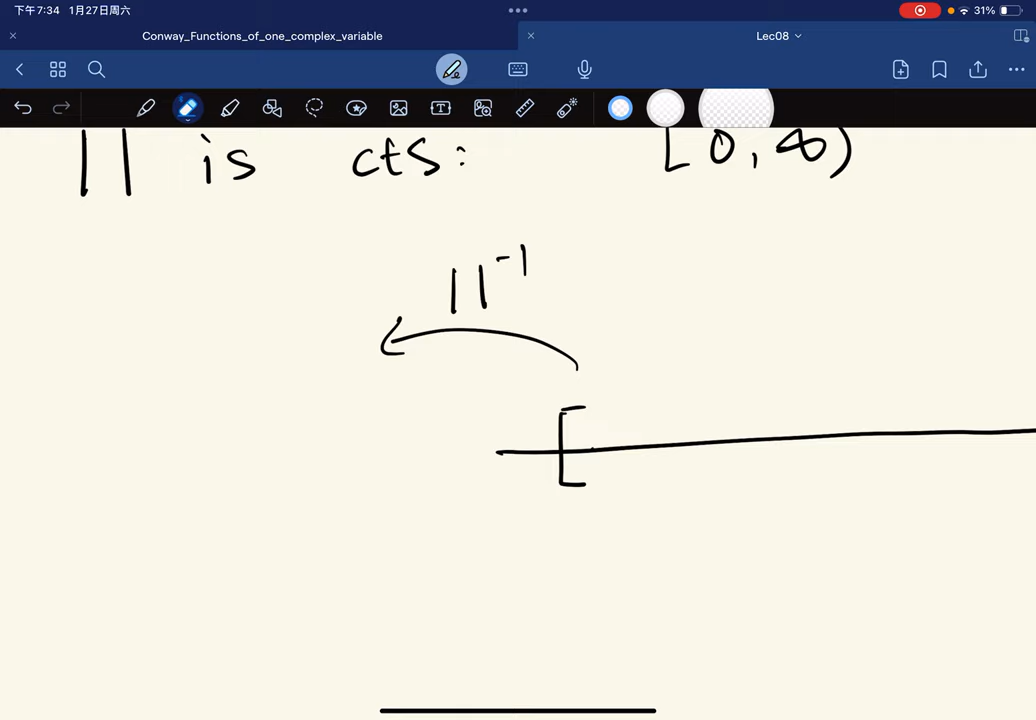 下午7:34 1月27日周六
31%
Conway_Functions_of_one_complex_variable
Lec08
|| is cts: [0,∞)
||⁻¹
[